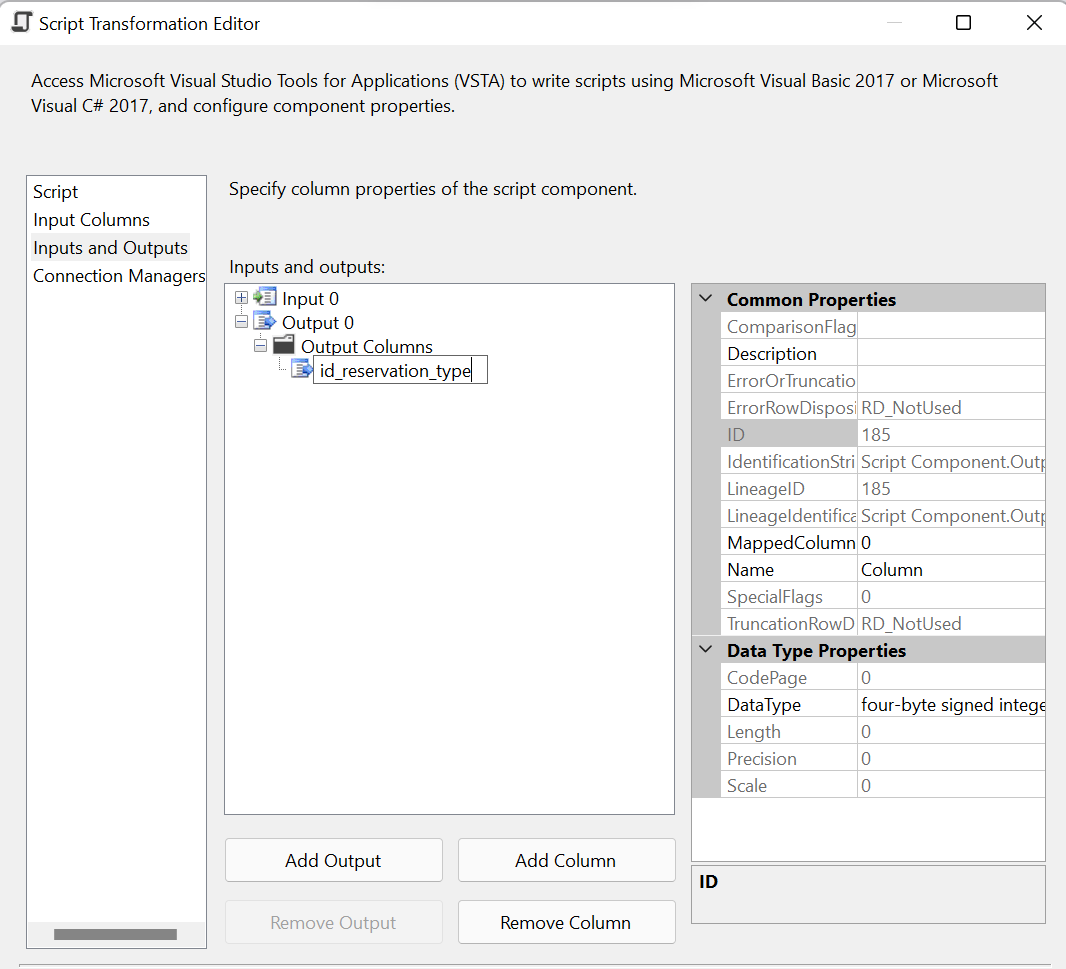 Script Transformation Editor
Access Microsoft Visual Studio Tools for Applications (VSTA) to write scripts using Microsoft Visual Basic 2017 or Microsoft
Visual C# 2017, and configure component properties.
Script
Input Columns
Inputs and Outputs
Connection Managers
Specify column properties of the script component.
Inputs and outputs:
Input 0
Output 0
Output Columns
id_reservation_type
Add Output
Add Column
Remove Output
Remove Column
Common Properties
ComparisonFlag
Description
ErrorOrTruncatio
ErrorRowDisposi RD_NotUsed
ID 185
IdentificationStri Script Component.Outp
LineageID 185
LineageIdentifica Script Component.Outp
MappedColumn 0
Name Column
SpecialFlags 0
TruncationRowD RD_NotUsed
Data Type Properties
CodePage 0
DataType four-byte signed intege
Length 0
Precision 0
Scale 0
ID